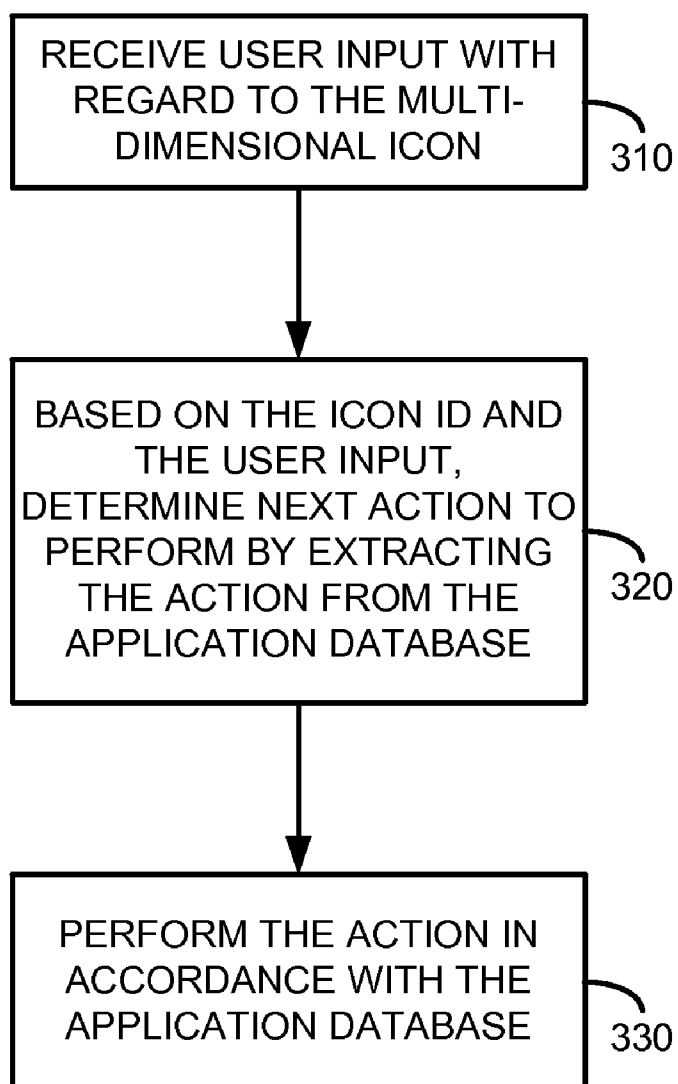 RECEIVE USER INPUT WITH
REGARD TO THE MULTI-
DIMENSIONAL ICON
310
BASED ON THE ICON ID AND
THE USER INPUT,
DETERMINE NEXT ACTION TO
PERFORM BY EXTRACTING
THE ACTION FROM THE
APPLICATION DATABASE
320
PERFORM THE ACTION IN
ACCORDANCE WITH THE
APPLICATION DATABASE
330